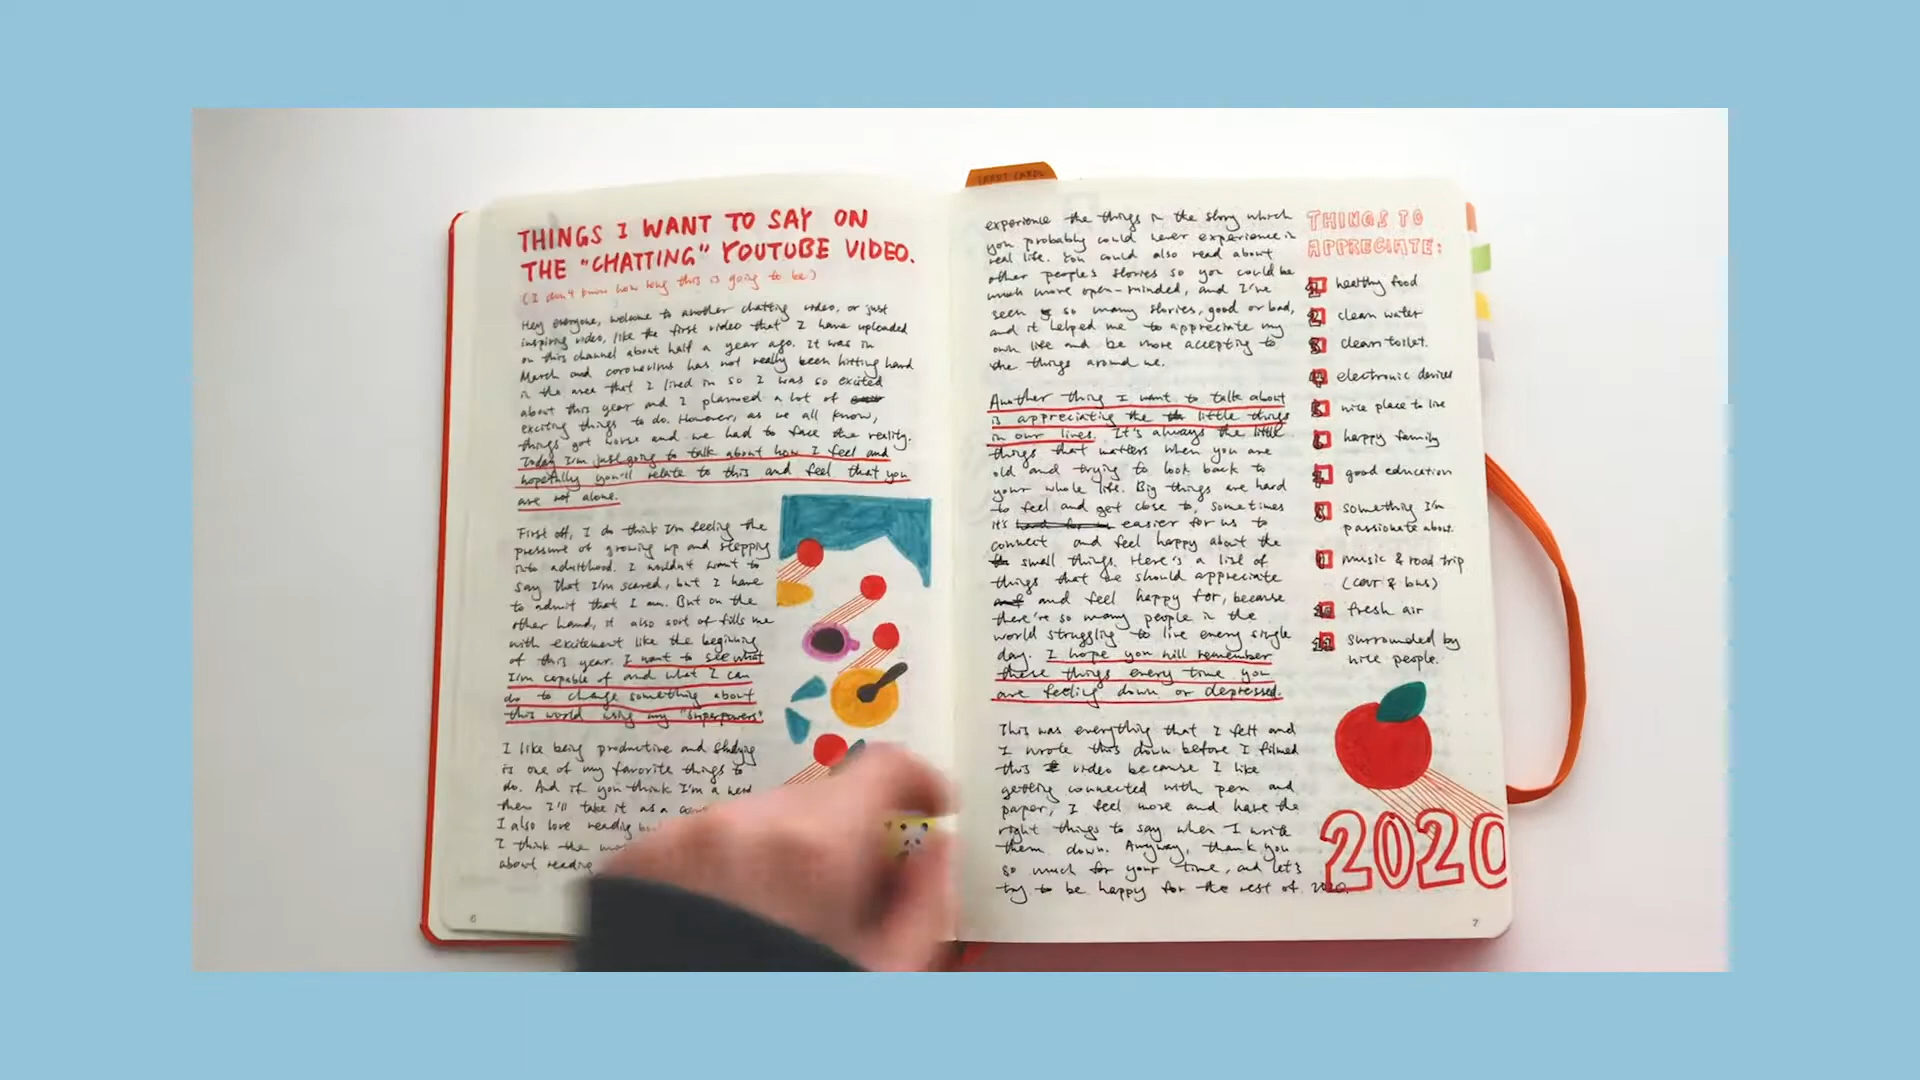 THINGS I WANT TO SAY ON
THE "CHATTING" YOUTUBE VIDEO.
(I don't know how long this is going to be)
Hey everyone, welcome to another chatting video, or just
inspiring video, like the first video that I have uploaded
on this channel about half a year ago. It was in
March and coronavirus has not really been hitting hard
in the area that I lived in so I was so excited
about this year and I planned a lot of
exciting things to do. However, as we all know,
things got worse and we had to face the reality.
Today I'm just going to talk about how I feel and
hopefully you'll relate to this and feel that you
are not alone.
First off, I do think I'm feeling the
pressure of growing up and stepping
into adulthood. I wouldn't want to
say that I'm scared, but I have
to admit that I am. But on the
other hand, it also sort of fills me
with excitement like the beginning
of this year. I want to see what
I'm capable of and what I can
do to change something about
this world using my "superpowers"
I like being productive and studying
is one of my favorite things to
do. And if you think I'm a nerd
then I'll take it as a
I also love reading
I think the
about reading
6
experience the things in the story which
you probably could never experience in
real life. You could also read about
other people's stories so you could be
much more open-minded, and I've
seen so many stories, good or bad,
and it helped me to appreciate my
own life and be more accepting to
the things around me.
Another thing I want to talk about
is appreciating the little things
in our lives. It's always the little
things that matters when you are
old and trying to look back to
your whole life. Big things are hard
to feel and get close to, sometimes
it's easier for us to
connect and feel happy about the
small things. Here's a list of
things that we should appreciate
and feel happy for, because
there're so many people in the
world struggling to live every single
day. I hope you will remember
these things every time you
are feeling down or depressed.
This was everything that I felt and
I wrote this down before I filmed
this video because I like
getting connected with pen and
paper, I feel more and have the
right things to say when I write
them down. Anyway, thank you
so much for your time, and let's
try to be happy for the rest of 2020.
THINGS TO
APPRECIATE:
1 healthy food
2 clean water
3 clean toilet.
4 electronic devices
5 nice place to live
6 happy family
7 good education
8 something I'm
passionate about.
9 music & road trip
(car & bus)
10 fresh air
11 surrounded by
nice people.
2020
7